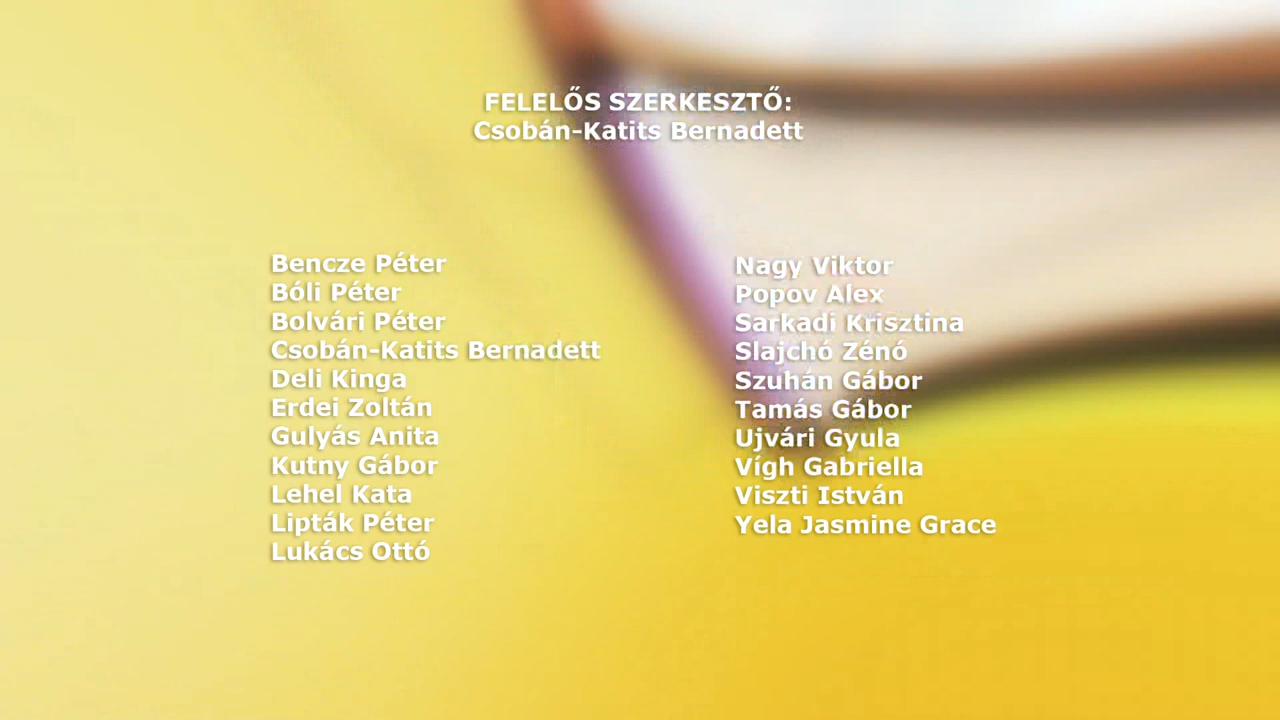 FELELŐS SZERKESZTŐ:
Csobán-Katits Bernadett
Bencze Péter
Bóli Péter
Bolvári Péter
Csobán-Katits Bernadett
Deli Kinga
Erdei Zoltán
Gulyás Anita
Kutny Gábor
Lehel Kata
Lipták Péter
Lukács Ottó
Nagy Viktor
Popov Alex
Sarkadi Krisztina
Slajchó Zénó
Szuhán Gábor
Tamás Gábor
Ujvári Gyula
Vígh Gabriella
Viszti István
Yela Jasmine Grace